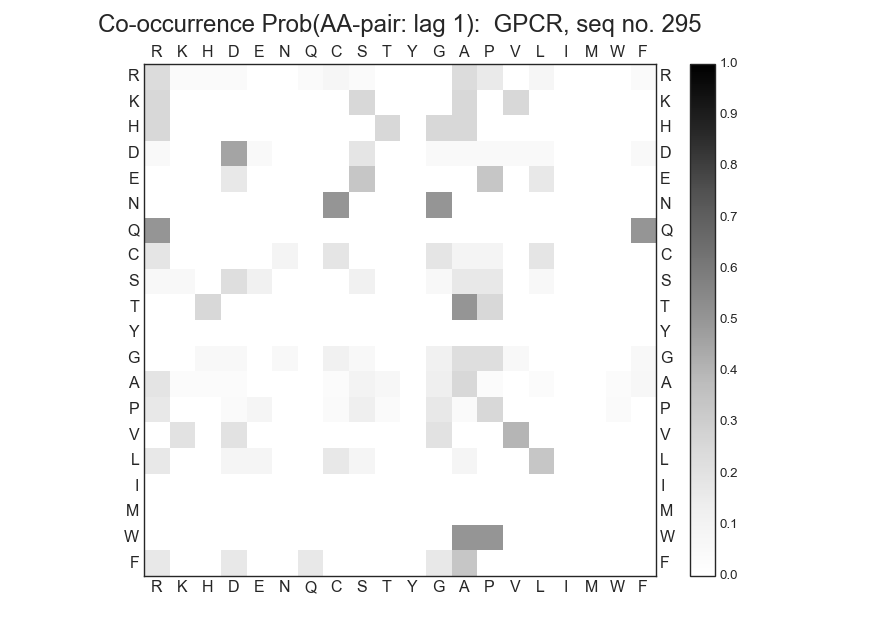 Co-occurrence Prob(AA-pair: lag 1):  GPCR, seq no. 295
R K H D E N Q C S T Y G A P V L I M W F
R R 1.0
K K 0.9
H H
D D 0.8
E E
N N 0.7
Q Q 0.6
C C
S S 0.5
T T
Y Y 0.4
G G
A A 0.3
P P
V V 0.2
L L
I I 0.1
M M
W W
F F 0.0
R K H D E N Q C S T Y G A P V L I M W F